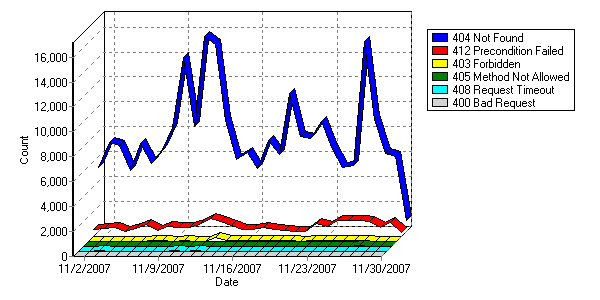 16,000
14,000
12,000
10,000
8,000
6,000
4,000
2,000
0
Count
11/2/2007 11/9/2007 11/16/2007 11/23/2007 11/30/2007
Date
404 Not Found
412 Precondition Failed
403 Forbidden
405 Method Not Allowed
408 Request Timeout
400 Bad Request